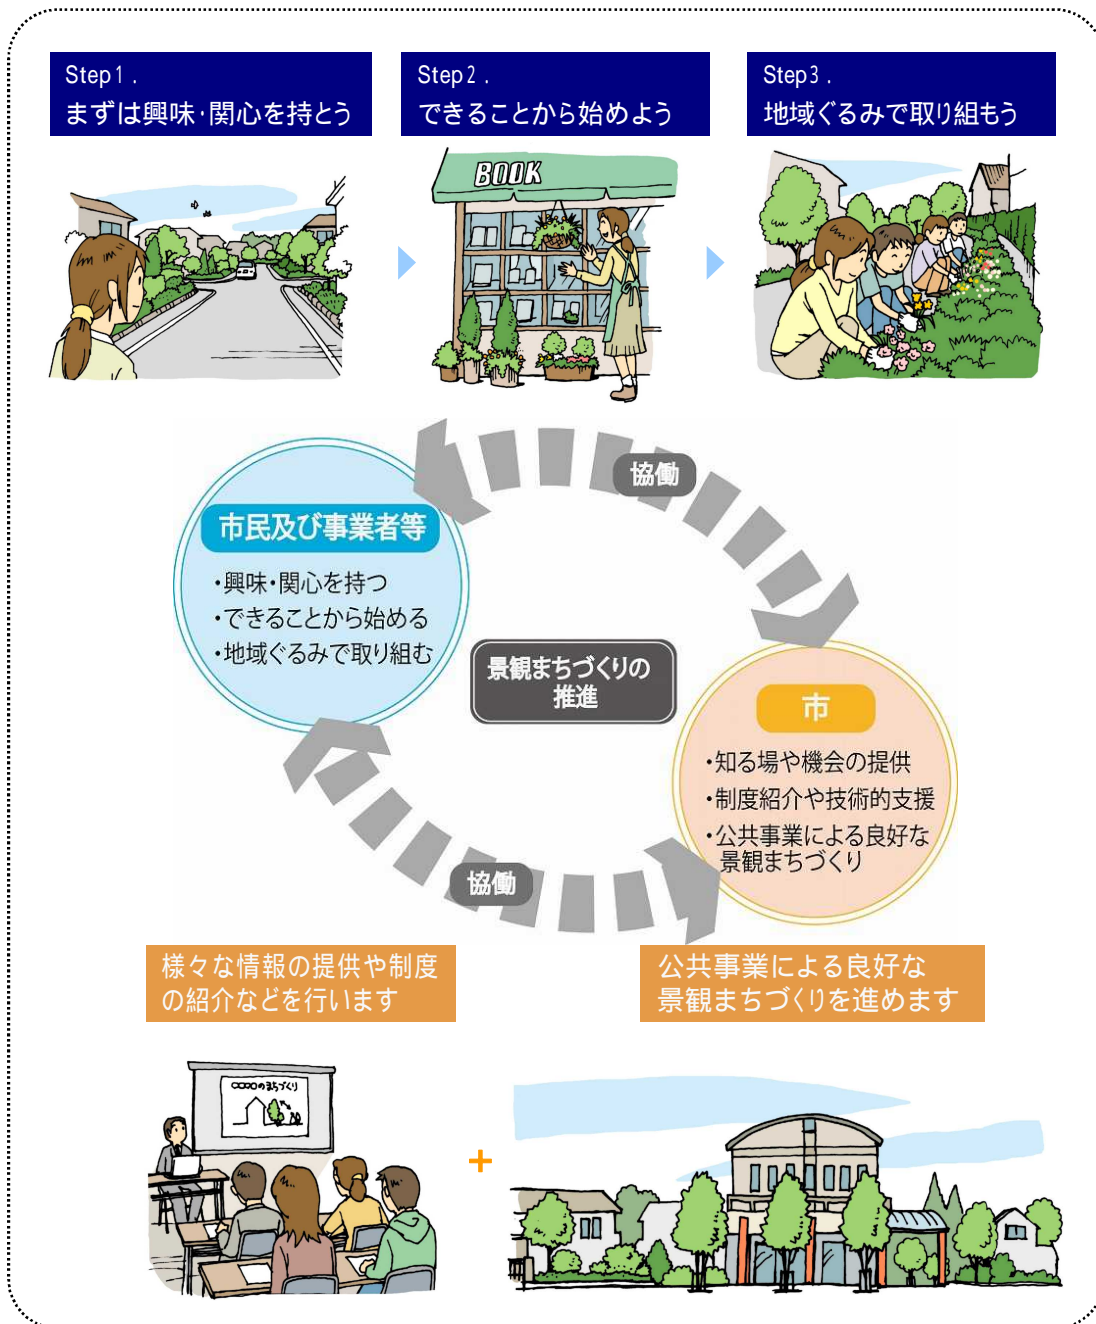 Step1.
まずは興味・関心を持とう
Step2.
できることから始めよう
Step3.
地域ぐるみで取り組もう
BOOK
協働
市民及び事業者等
・興味・関心を持つ
・できることから始める
・地域ぐるみで取り組む
景観まちづくりの
推進
市
・知る場や機会の提供
・制度紹介や技術的支援
・公共事業による良好な
景観まちづくり
協働
様々な情報の提供や制度
の紹介などを行います
公共事業による良好な
景観まちづくりを進めます
○○○○のまちづくり
+